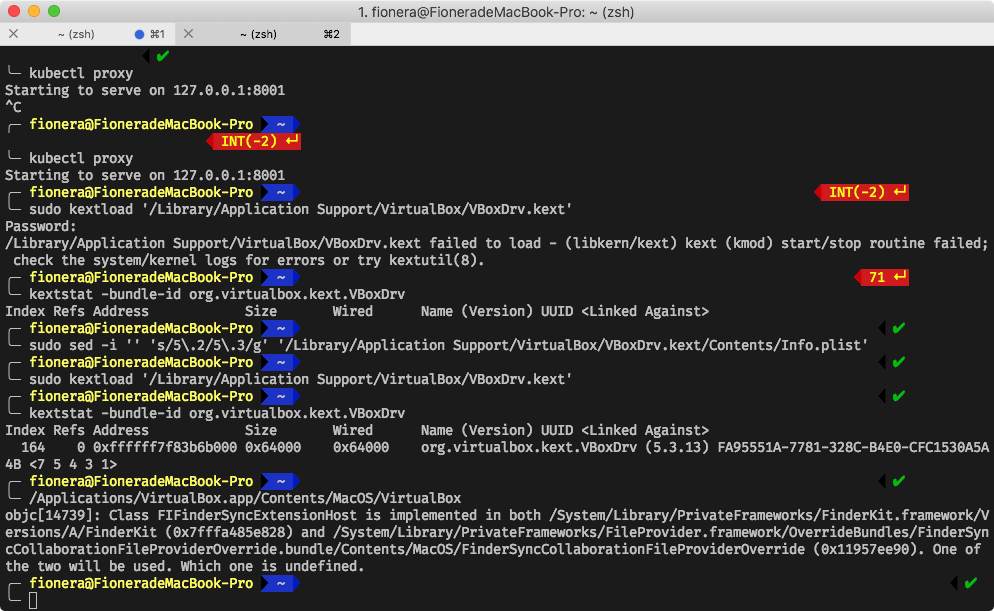 1. fionera@FioneradeMacBook-Pro: ~ (zsh)
~ (zsh) ⌘1 ~ (zsh) ⌘2
✔
╰─ kubectl proxy
Starting to serve on 127.0.0.1:8001
^C
╭─ fionera@FioneradeMacBook-Pro ~
INT(-2) ↵
╰─ kubectl proxy
Starting to serve on 127.0.0.1:8001
╭─ fionera@FioneradeMacBook-Pro ~ INT(-2) ↵
╰─ sudo kextload '/Library/Application Support/VirtualBox/VBoxDrv.kext'
Password:
/Library/Application Support/VirtualBox/VBoxDrv.kext failed to load - (libkern/kext) kext (kmod) start/stop routine failed;
check the system/kernel logs for errors or try kextutil(8).
╭─ fionera@FioneradeMacBook-Pro ~ 71 ↵
╰─ kextstat -bundle-id org.virtualbox.kext.VBoxDrv
Index Refs Address Size Wired Name (Version) UUID <Linked Against>
╭─ fionera@FioneradeMacBook-Pro ~ ✔
╰─ sudo sed -i '' 's/5\.2/5\.3/g' '/Library/Application Support/VirtualBox/VBoxDrv.kext/Contents/Info.plist'
╭─ fionera@FioneradeMacBook-Pro ~ ✔
╰─ sudo kextload '/Library/Application Support/VirtualBox/VBoxDrv.kext'
╭─ fionera@FioneradeMacBook-Pro ~ ✔
╰─ kextstat -bundle-id org.virtualbox.kext.VBoxDrv
Index Refs Address Size Wired Name (Version) UUID <Linked Against>
164 0 0xffffff7f83b6b000 0x64000 0x64000 org.virtualbox.kext.VBoxDrv (5.3.13) FA95551A-7781-328C-B4E0-CFC1530A5A
4B <7 5 4 3 1>
╭─ fionera@FioneradeMacBook-Pro ~ ✔
╰─ /Applications/VirtualBox.app/Contents/MacOS/VirtualBox
objc[14739]: Class FIFinderSyncExtensionHost is implemented in both /System/Library/PrivateFrameworks/FinderKit.framework/V
ersions/A/FinderKit (0x7fffa485e828) and /System/Library/PrivateFrameworks/FileProvider.framework/OverrideBundles/FinderSyn
cCollaborationFileProviderOverride.bundle/Contents/MacOS/FinderSyncCollaborationFileProviderOverride (0x11957ee90). One of
the two will be used. Which one is undefined.
╭─ fionera@FioneradeMacBook-Pro ~ ✔
╰─